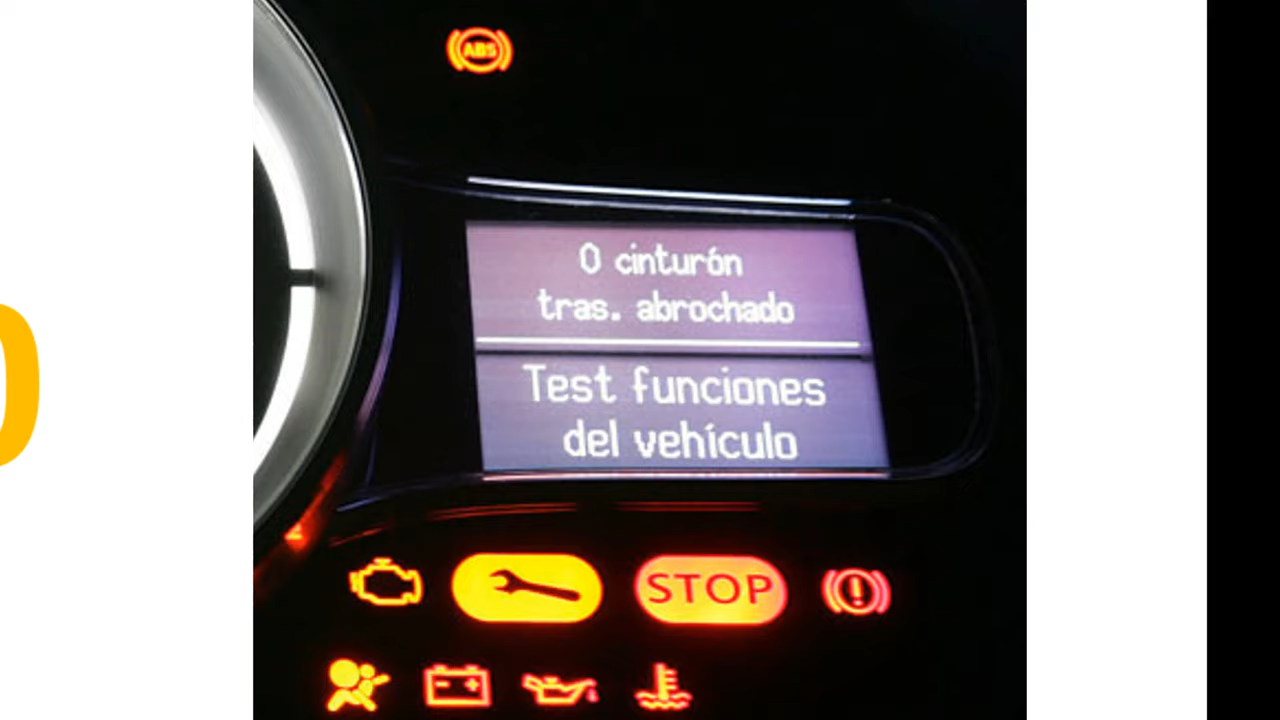 ABS
0 cinturón
tras. abrochado
Test funciones
del vehículo
STOP